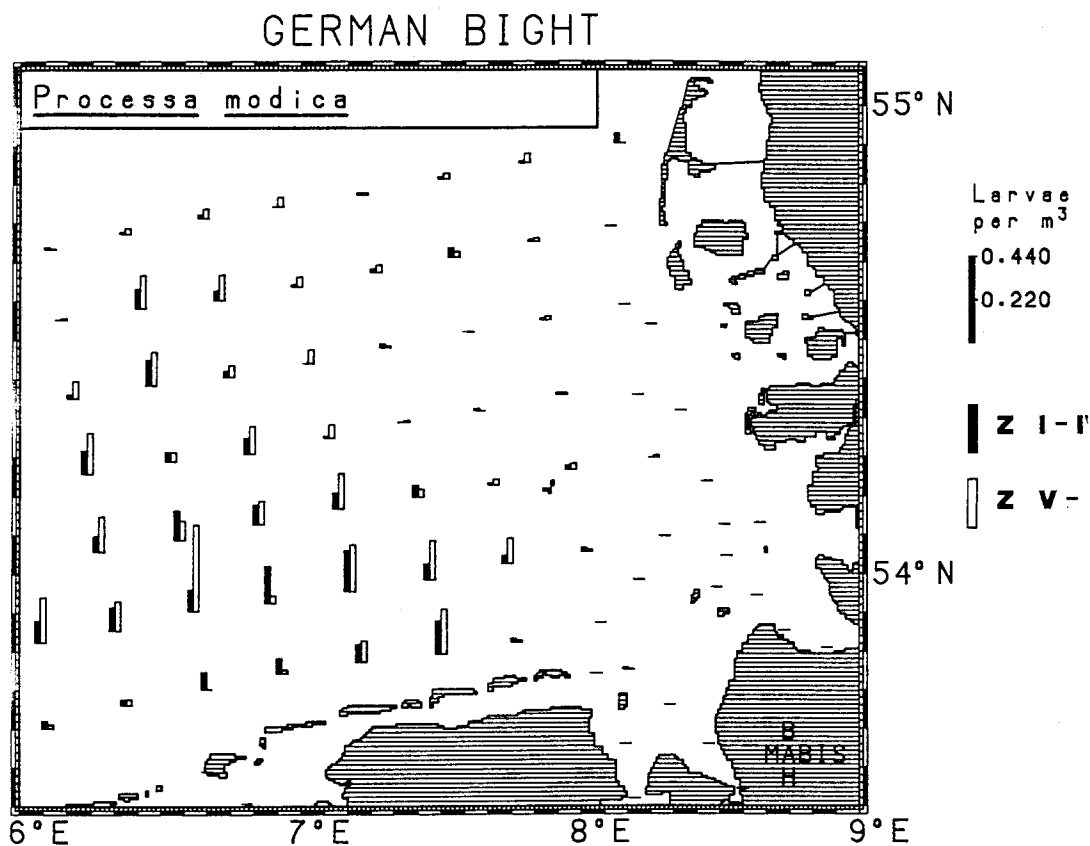 GERMAN BIGHT
Processa modica
55°N
Larvae
per m³
0.440
0.220
Z I-I
Z V-
54°N
B
MABIS
H
6°E
7°E
8°E
9°E